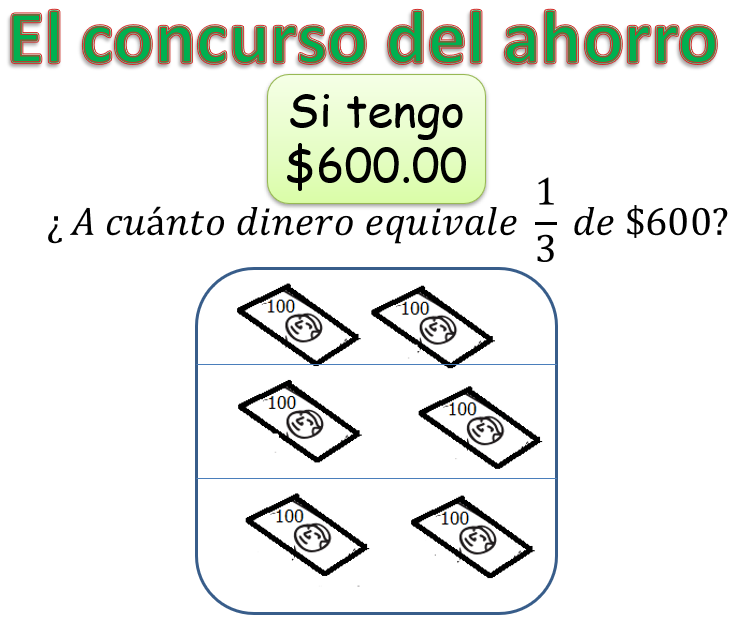 El concurso del ahorro
Si tengo
$600.00
¿ A cuánto dinero equivale 1/3 de $600?
100 100
100 100
100 100